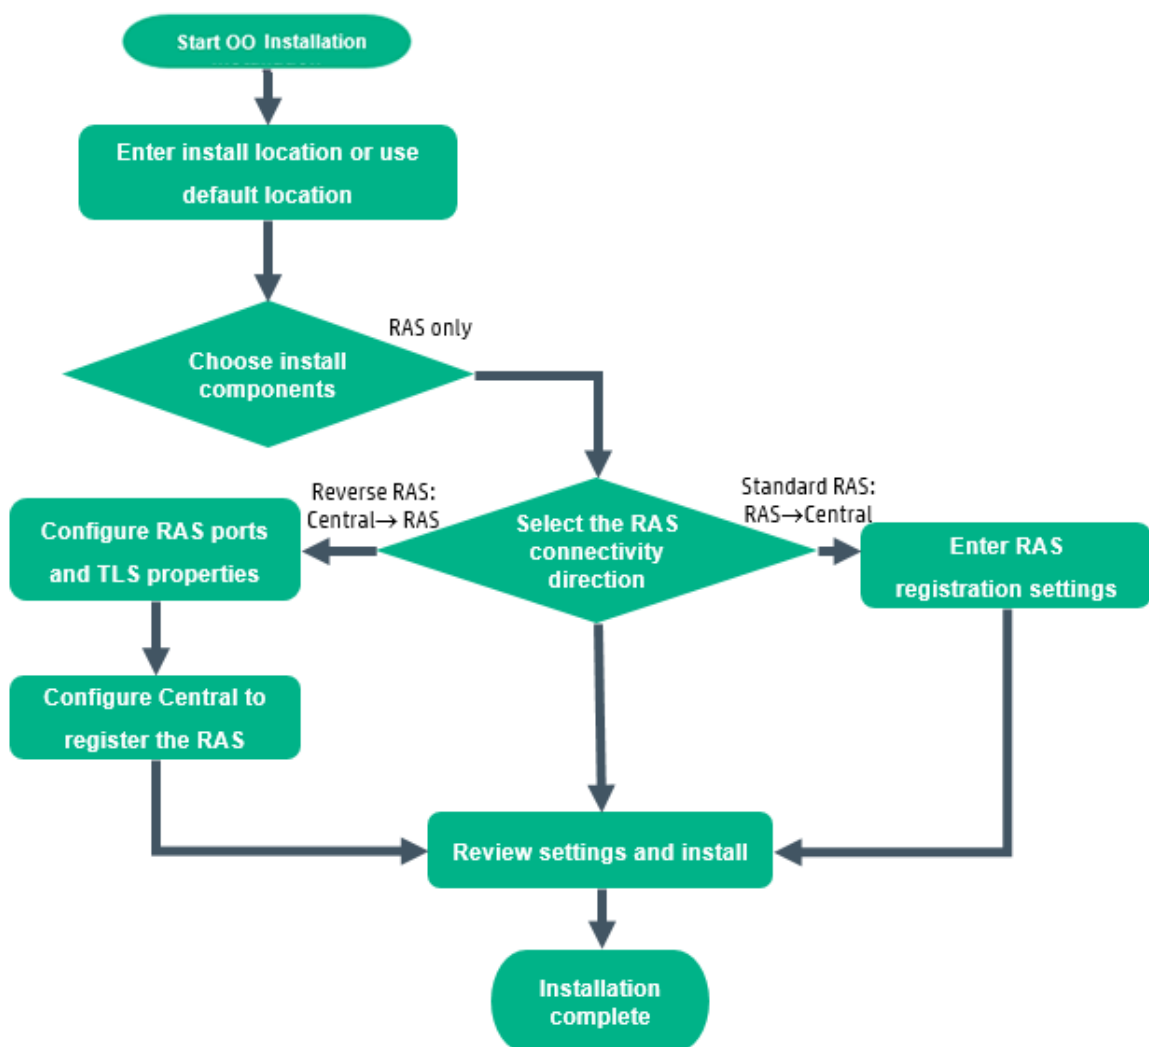 Start OO Installation
Enter install location or use
default location
RAS only
Choose install
components
Reverse RAS:
Central→ RAS
Standard RAS:
RAS→Central
Select the RAS
connectivity
direction
Configure RAS ports
and TLS properties
Enter RAS
registration settings
Configure Central to
register the RAS
Review settings and install
Installation
complete